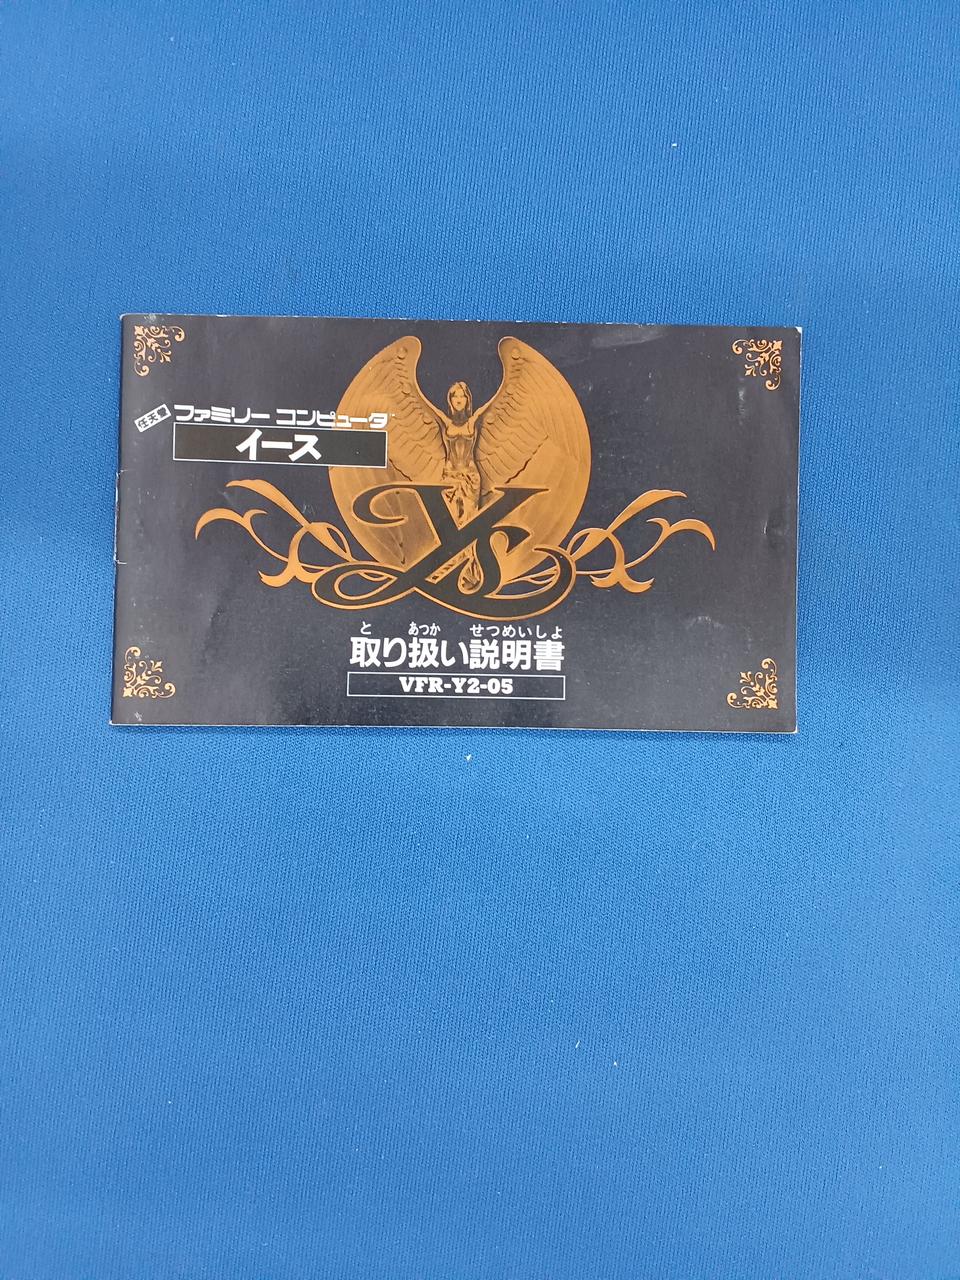 任天堂 ファミリー コンピュータ™
イース
Ys
と あつか せつめいしょ
取り扱い説明書
VFR-Y2-05